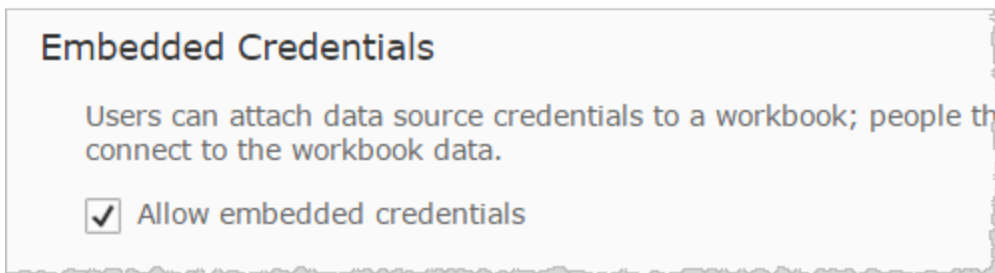 Embedded Credentials
Users can attach data source credentials to a workbook; people
connect to the workbook data.
Allow embedded credentials